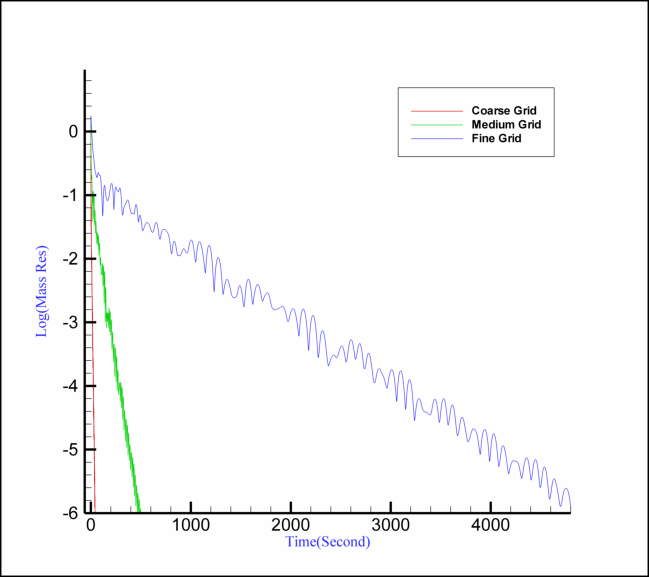 Coarse Grid
Medium Grid
Fine Grid
0
-1
-2
-3
-4
-5
-6
Log(Mass Res)
0 1000 2000 3000 4000
Time(Second)